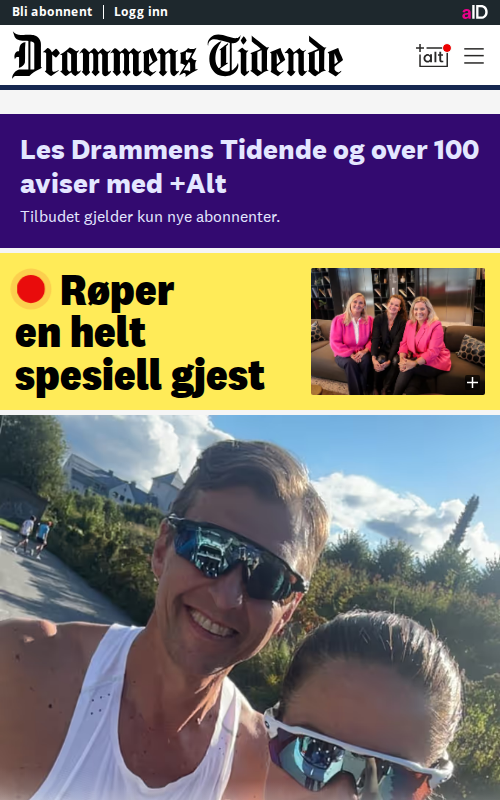 Bli abonnent
Logg inn
aID
Drammens Tidende
+alt
Les Drammens Tidende og over 100
aviser med +Alt
Tilbudet gjelder kun nye abonnenter.
Røper
en helt
spesiell gjest